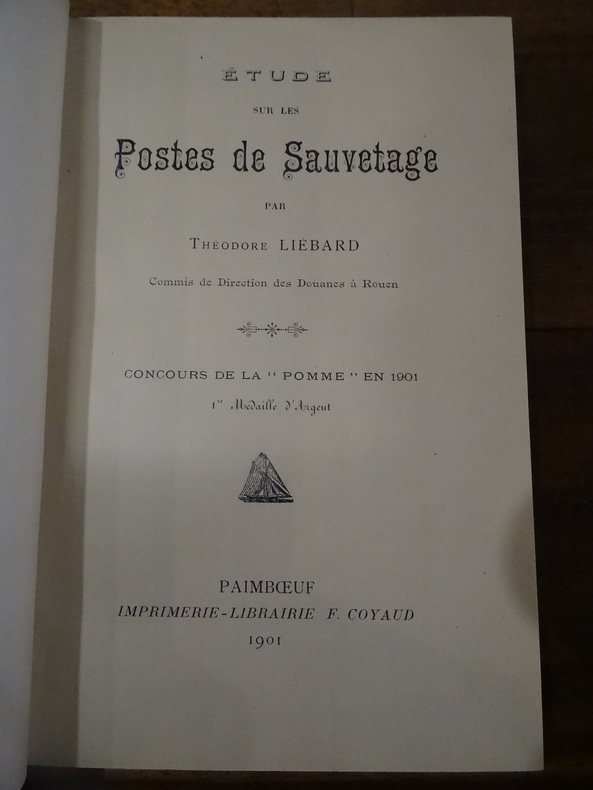 ÉTUDE
SUR LES
Postes de Sauvetage
PAR
THÉODORE LIÉBARD
Commis de Direction des Douanes à Rouen
CONCOURS DE LA “ POMME ” EN 1901
1re Médaille d'Argent
PAIMBŒUF
IMPRIMERIE-LIBRAIRIE F. COYAUD
1901